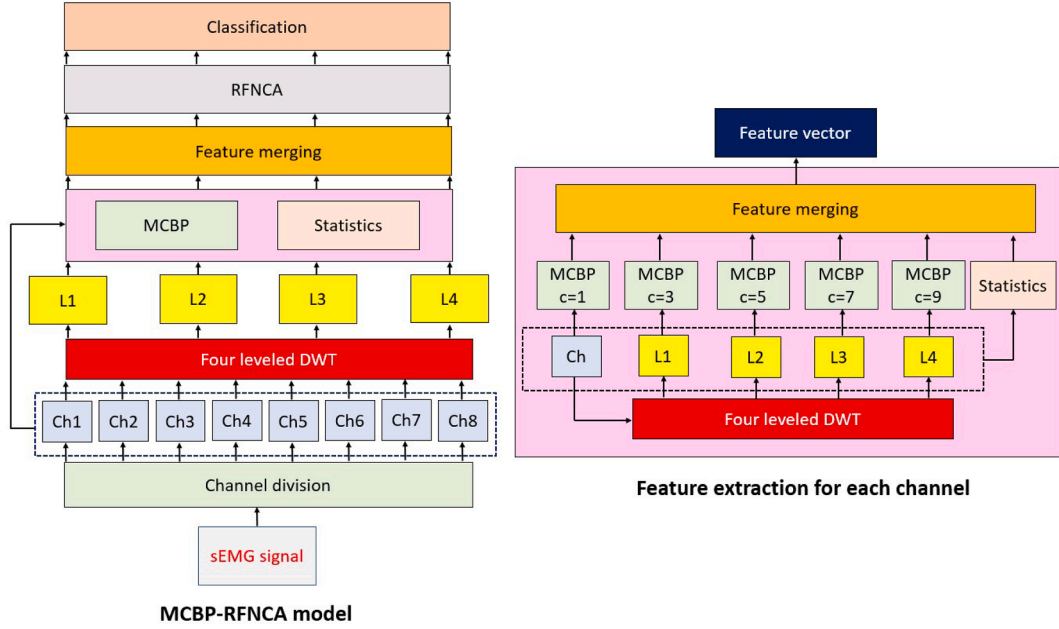 Classification
RFNCA
Feature merging
MCBP
Statistics
L1
L2
L3
L4
Four leveled DWT
Ch1
Ch2
Ch3
Ch4
Ch5
Ch6
Ch7
Ch8
Channel division
sEMG signal
MCBP-RFNCA model
Feature vector
Feature merging
MCBP
c=1
MCBP
c=3
MCBP
c=5
MCBP
c=7
MCBP
c=9
Statistics
Ch
L1
L2
L3
L4
Four leveled DWT
Feature extraction for each channel